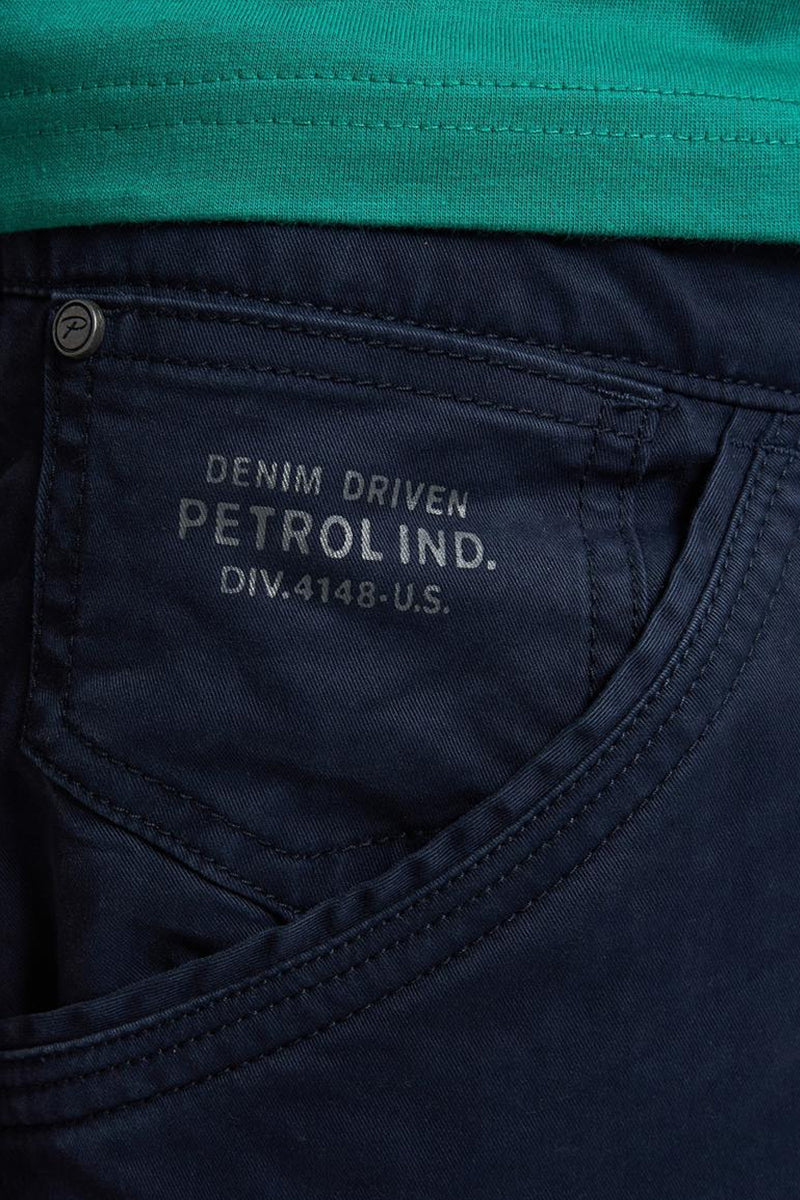 P
DENIM DRIVEN
PETROL IND.
DIV.4148-U.S.